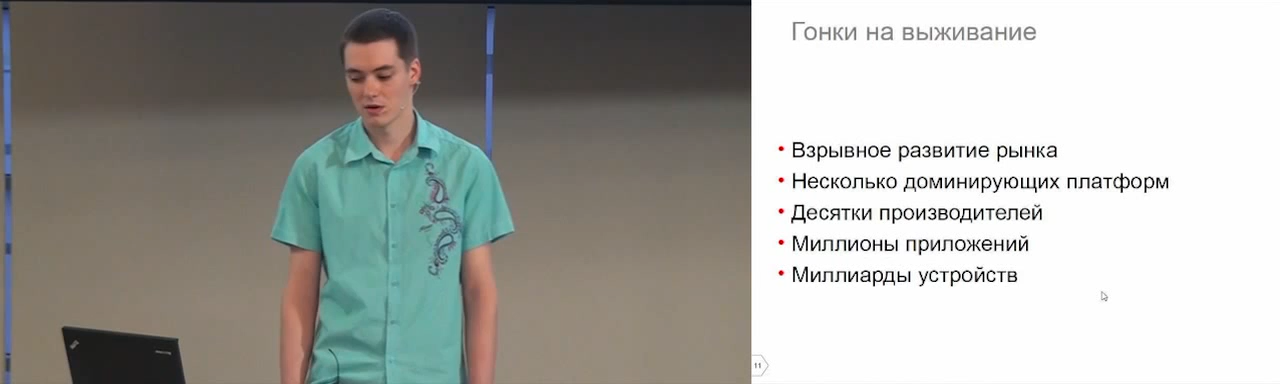 Гонки на выживание
Взрывное развитие рынка
Несколько доминирующих платформ
Десятки производителей
Миллионы приложений
Миллиарды устройств
11